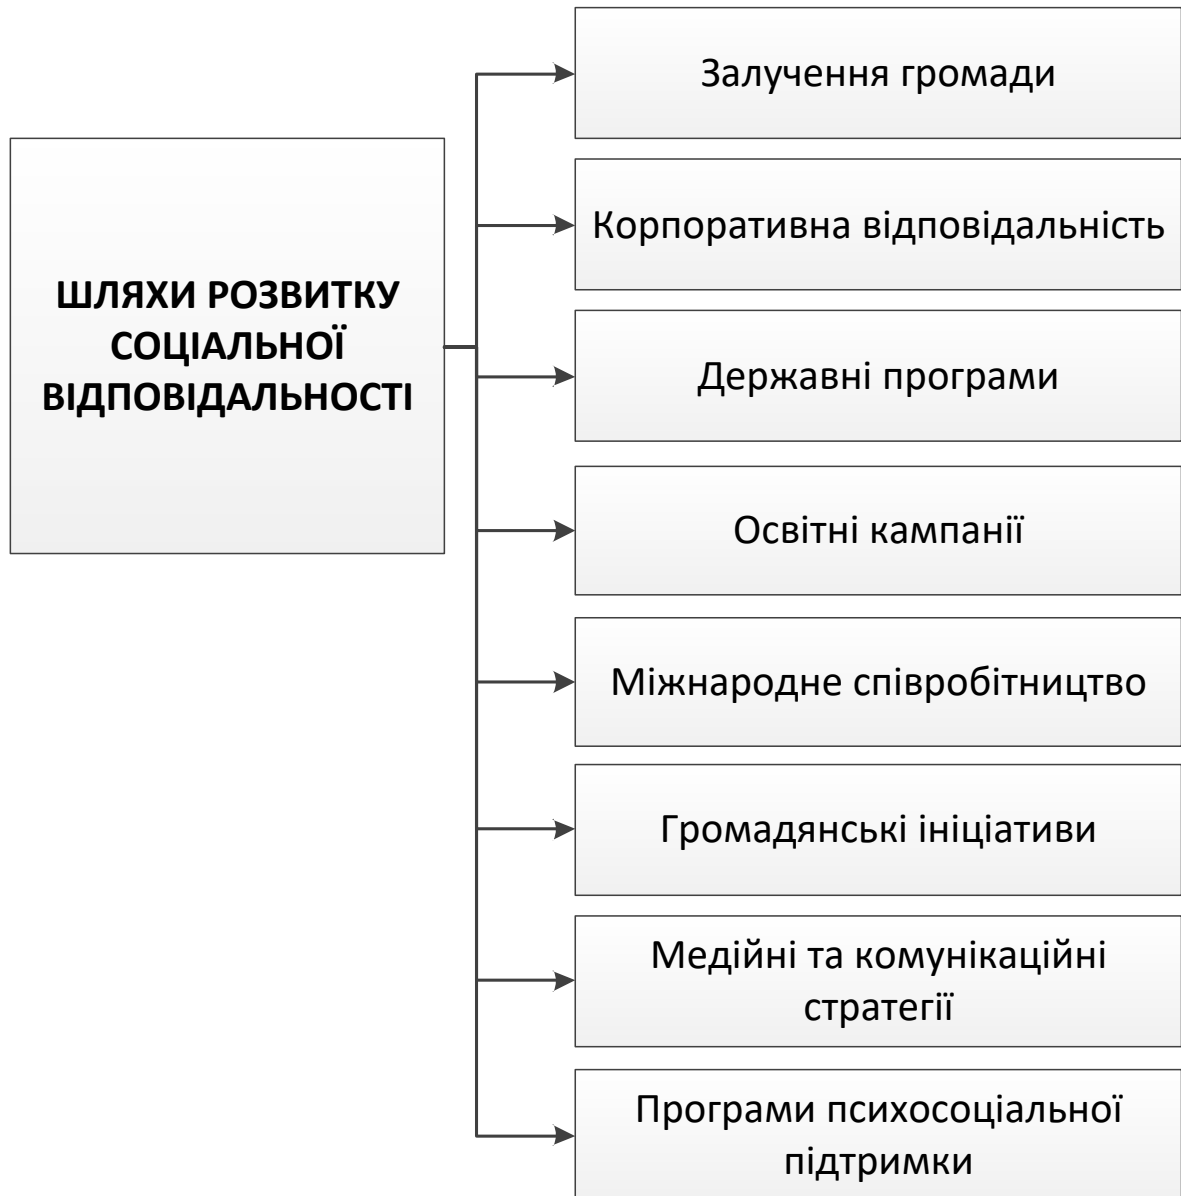 Залучення громади
Корпоративна відповідальність
ШЛЯХИ РОЗВИТКУ
СОЦІАЛЬНОЇ
ВІДПОВІДАЛЬНОСТІ
Державні програми
Освітні кампанії
Міжнародне співробітництво
Громадянські ініціативи
Медійні та комунікаційні
стратегії
Програми психосоціальної
підтримки